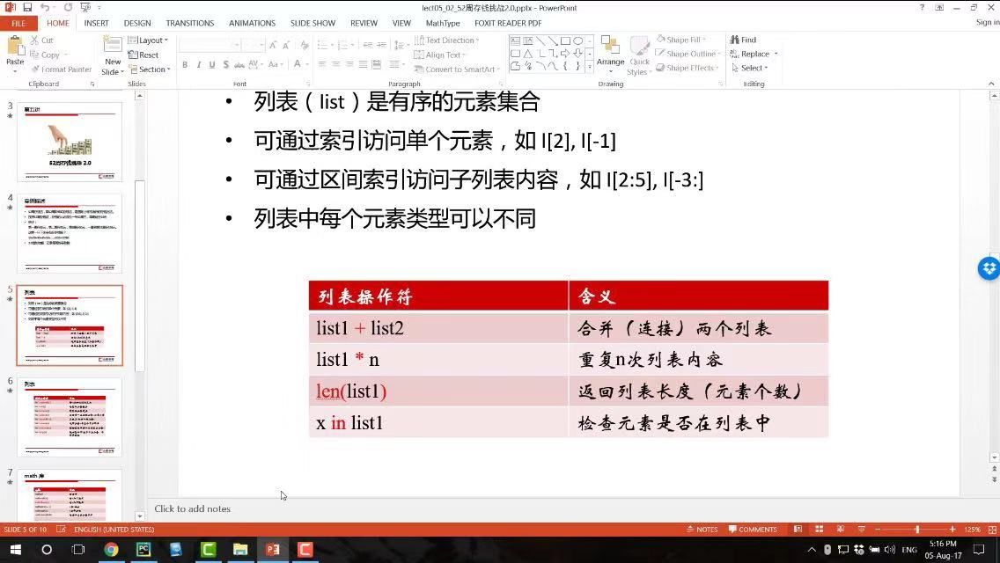 lect05_02_52周存钱挑战2.0.pptx - PowerPoint
Sign in
FILE HOME INSERT DESIGN TRANSITIONS ANIMATIONS SLIDE SHOW REVIEW VIEW MathType FOXIT READER PDF
Cut
Copy
Format Painter
Paste
Clipboard
New Slide
Layout
Reset
Section
Slides
B I U S abc AV Aa A
Font
Text Direction
Align Text
Convert to SmartArt
Paragraph
Arrange
Quick Styles
Shape Fill
Shape Outline
Shape Effects
Drawing
Find
Replace
Select
Editing
3
第五讲
52周存钱挑战 2.0
4
案例描述
5
列表
6
列表
7
math 库
• 列表（list）是有序的元素集合
• 可通过索引访问单个元素，如 l[2], l[-1]
• 可通过区间索引访问子列表内容，如 l[2:5], l[-3:]
• 列表中每个元素类型可以不同
列表操作符 含义
list1 + list2 合并（连接）两个列表
list1 * n 重复n次列表内容
len(list1) 返回列表长度（元素个数）
x in list1 检查元素是否在列表中
Click to add notes
SLIDE 5 OF 10 ENGLISH (UNITED STATES) NOTES COMMENTS 125%
ENG 5:16 PM
05-Aug-17